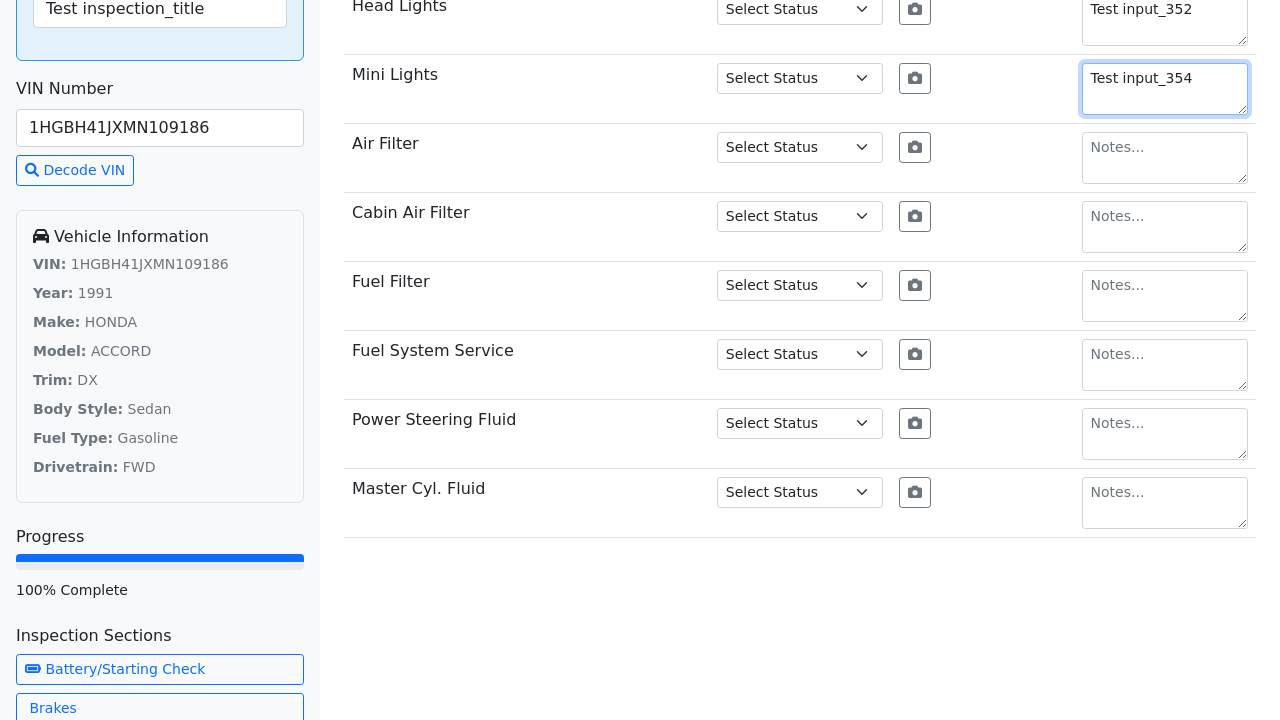 Test inspection_title
VIN Number
1HGBH41JXMN109186
Decode VIN
Vehicle Information
VIN: 1HGBH41JXMN109186
Year: 1991
Make: HONDA
Model: ACCORD
Trim: DX
Body Style: Sedan
Fuel Type: Gasoline
Drivetrain: FWD
Progress
100% Complete
Inspection Sections
Battery/Starting Check
Brakes
Head Lights Select Status Test input_352
Mini Lights Select Status Test input_354
Air Filter Select Status Notes...
Cabin Air Filter Select Status Notes...
Fuel Filter Select Status Notes...
Fuel System Service Select Status Notes...
Power Steering Fluid Select Status Notes...
Master Cyl. Fluid Select Status Notes...